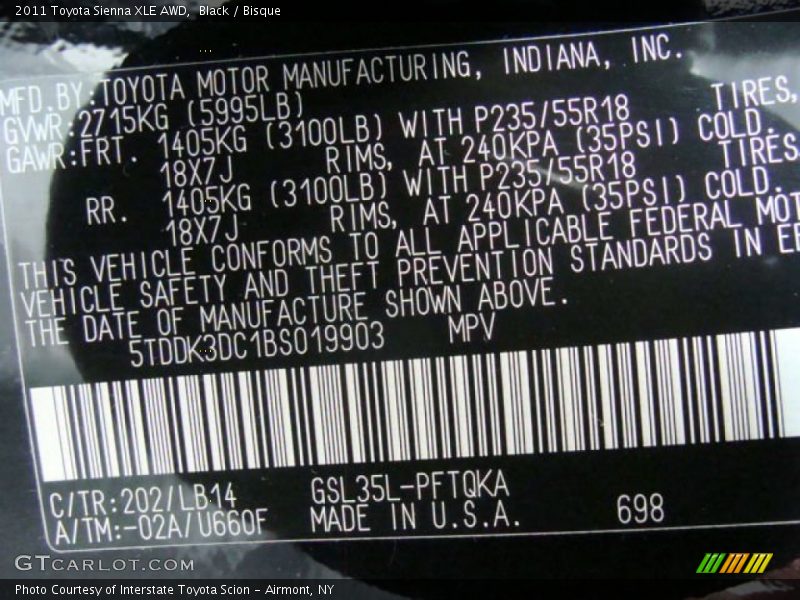 2011 Toyota Sienna XLE AWD,  Black / Bisque
MFD.BY:TOYOTA MOTOR MANUFACTURING, INDIANA, INC.
GVWR:2715KG (5995LB)
GAWR:FRT. 1405KG (3100LB) WITH P235/55R18 TIRES,
18X7J RIMS, AT 240KPA (35PSI) COLD.
RR. 1405KG (3100LB) WITH P235/55R18 TIRES
18X7J RIMS, AT 240KPA (35PSI) COLD.
THIS VEHICLE CONFORMS TO ALL APPLICABLE FEDERAL MOT
VEHICLE SAFETY AND THEFT PREVENTION STANDARDS IN EF
THE DATE OF MANUFACTURE SHOWN ABOVE.
5TDDK3DC1BS019903 MPV
C/TR:202/LB14 GSL35L-PFTQKA
A/TM:-02A/U660F MADE IN U.S.A. 698
GTCARLOT.COM
Photo Courtesy of Interstate Toyota Scion - Airmont, NY